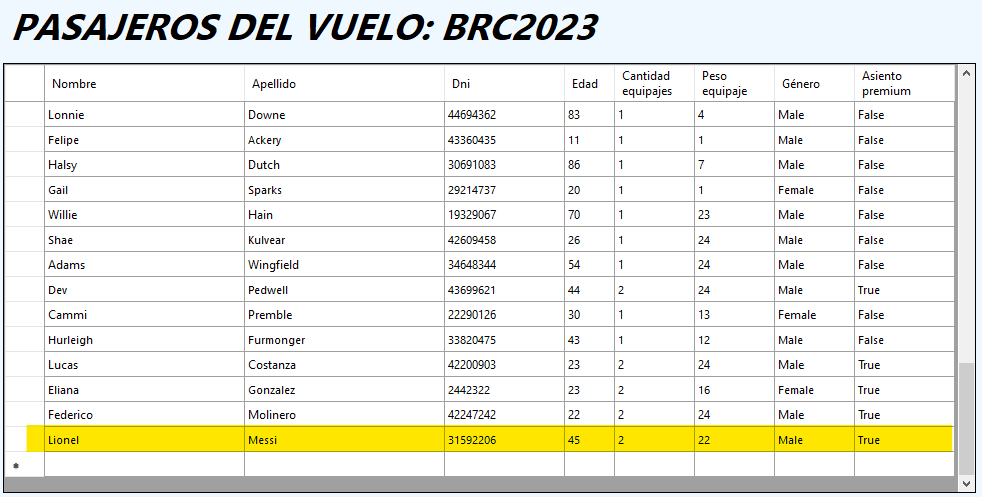 PASAJEROS DEL VUELO: BRC2023
Nombre Apellido Dni Edad Cantidad equipajes Peso equipaje Género Asiento premium
Lonnie Downe 44694362 83 1 4 Male False
Felipe Ackery 43360435 11 1 1 Male False
Halsy Dutch 30691083 86 1 7 Male False
Gail Sparks 29214737 20 1 1 Female False
Willie Hain 19329067 70 1 23 Male False
Shae Kulvear 42609458 26 1 24 Male False
Adams Wingfield 34648344 54 1 24 Male False
Dev Pedwell 43699621 44 2 24 Male True
Cammi Premble 22290126 30 1 13 Female False
Hurleigh Furmonger 33820475 43 1 12 Male False
Lucas Costanza 42200903 23 2 24 Male True
Eliana Gonzalez 2442322 23 2 16 Female True
Federico Molinero 42247242 22 2 24 Male True
Lionel Messi 31592206 45 2 22 Male True